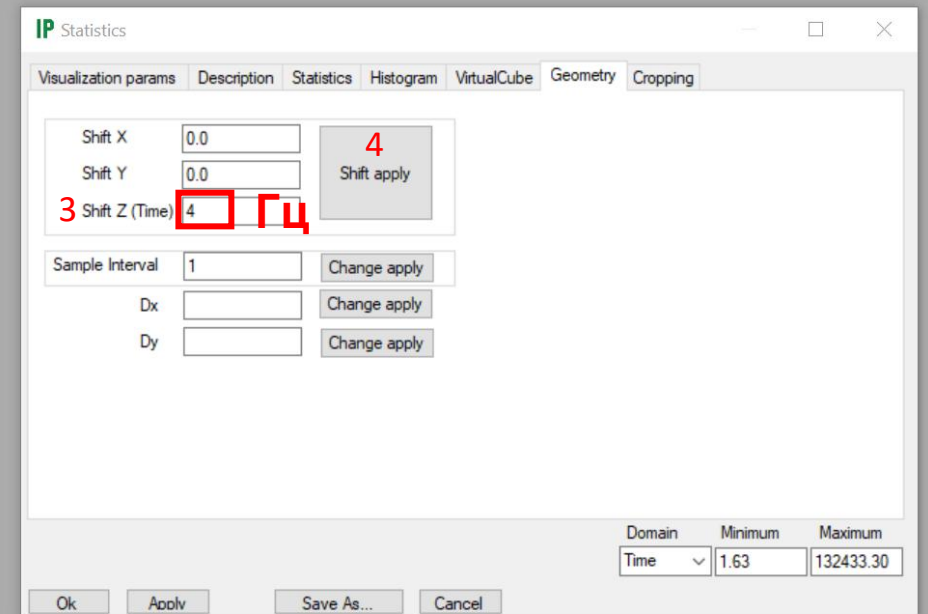 IP Statistics
Visualization params Description Statistics Histogram VirtualCube Geometry Cropping
Shift X 0.0
4
Shift Y 0.0 Shift apply
3 Shift Z (Time) 4 Гц
Sample Interval 1 Change apply
Dx Change apply
Dy Change apply
Domain Minimum Maximum
Time 1.63 132433.30
Ok Apply Save As... Cancel